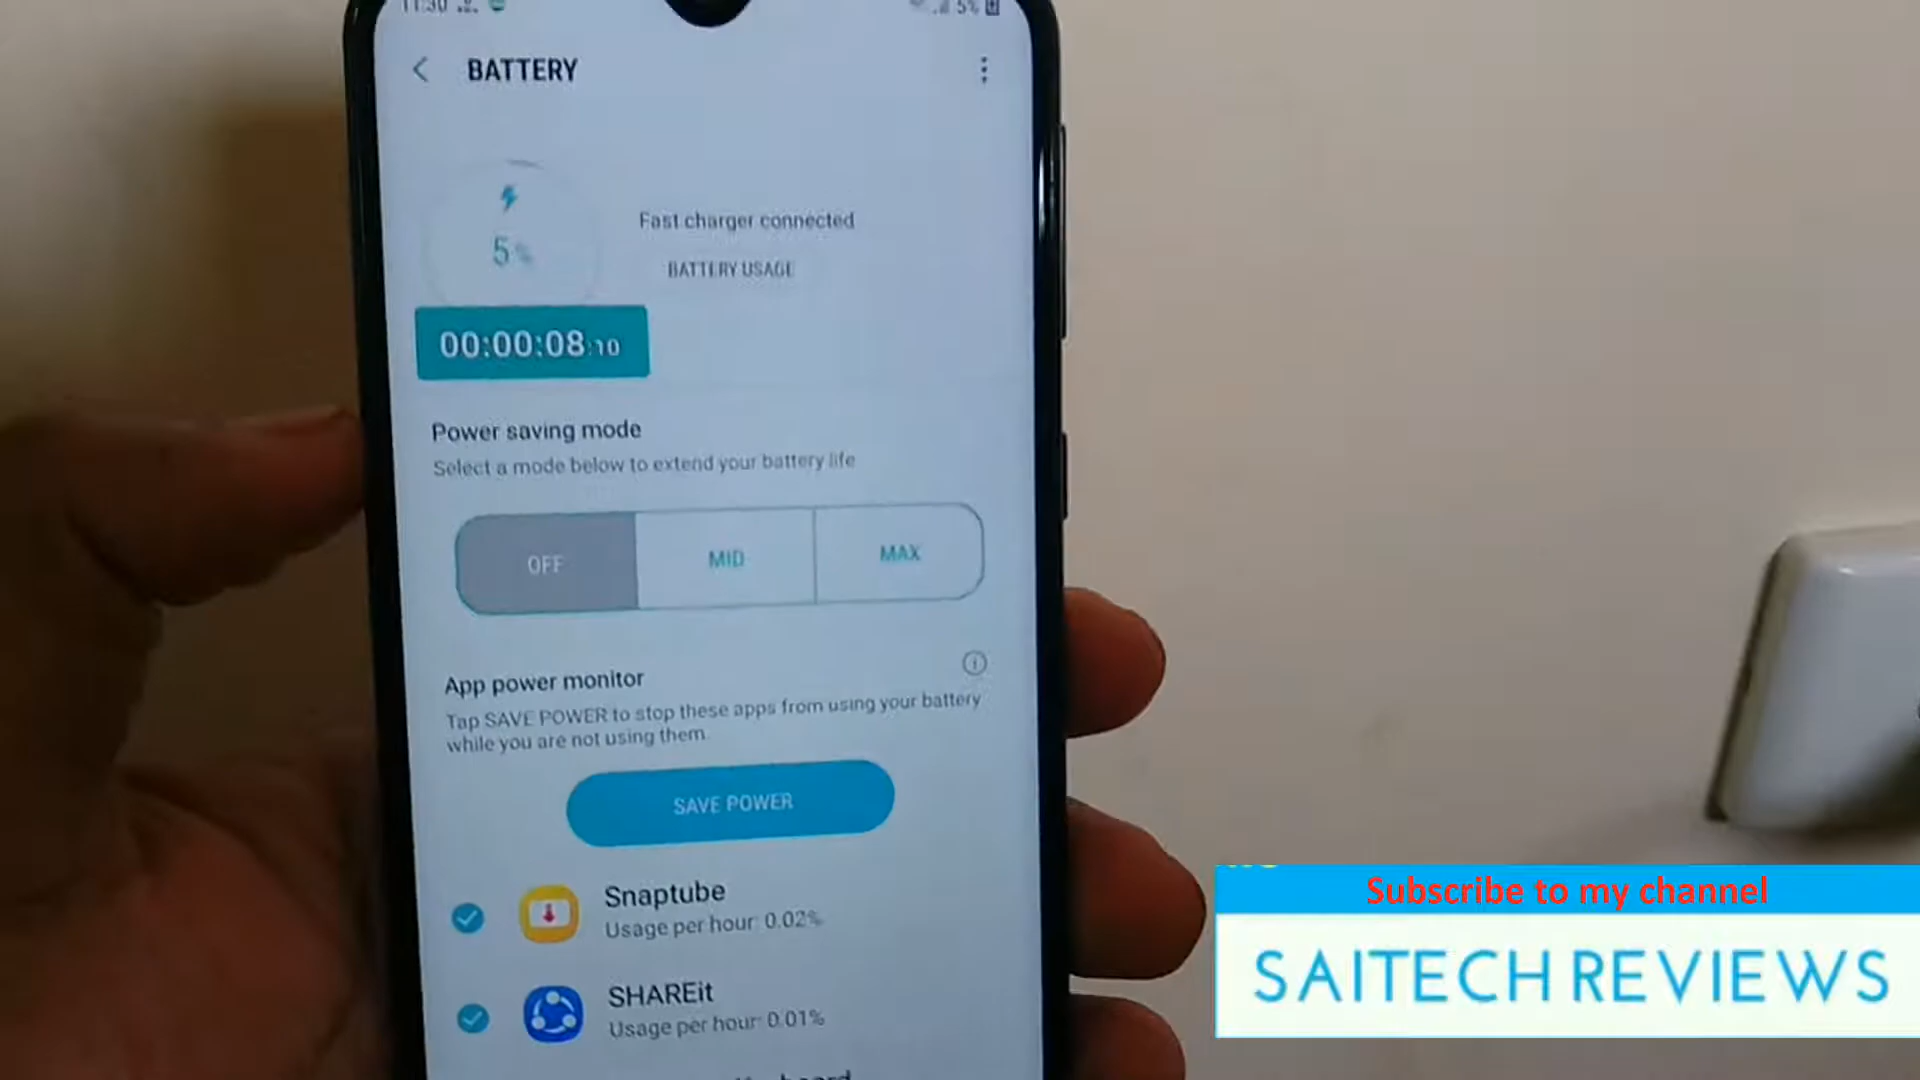 11:30
5%
BATTERY
5%
Fast charger connected
BATTERY USAGE
00:00:08:10
Power saving mode
Select a mode below to extend your battery life
OFF
MID
MAX
App power monitor
Tap SAVE POWER to stop these apps from using your battery
while you are not using them.
SAVE POWER
Snaptube
Usage per hour: 0.02%
SHAREit
Usage per hour: 0.01%
Subscribe to my channel
SAITECH REVIEWS